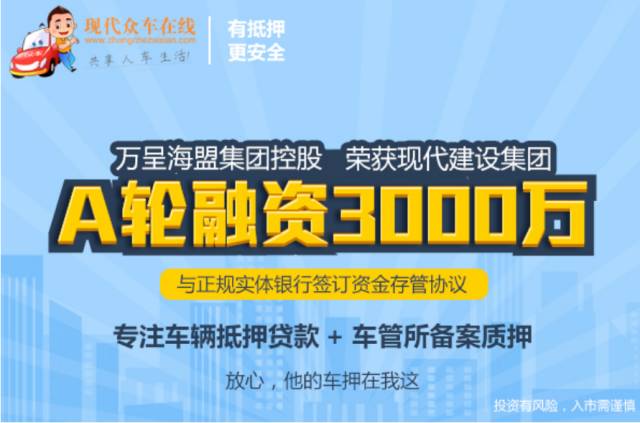 现代众车在线
www.zhongchezaixian.com
共享人车生活!
有抵押
更安全
万呈海盟集团控股 荣获现代建设集团
A轮融资3000万
与正规实体银行签订资金存管协议
专注车辆抵押贷款 + 车管所备案质押
放心，他的车押在我这
投资有风险，入市需谨慎